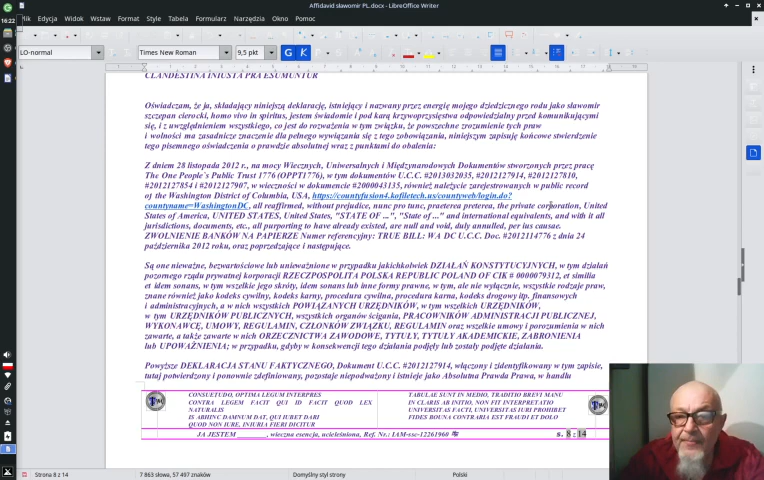 Affidavid sławomir PL.docx — LibreOffice Writer
16:22
Plik Edycja Widok Wstaw Format Style Tabela Formularz Narzędzia Okno Pomoc
LO-normal Times New Roman 9,5 pkt G K
CLANDESTINA INIUSTA PRA ESUMUNTUR
Oświadczam, że ja, składający niniejszą deklarację, istniejący i nazwany przez energię mojego dziedzicznego rodu jako sławomir
szczepan cierocki, homo vivo in spiritus, jestem świadomie i pod karą krzywoprzysięstwa odpowiedzialny przed komunikującymi
się, i z uwzględnieniem wszystkiego, co jest do rozważenia w tym związku, że powszechne zrozumienie tych praw
i wolności ma zasadnicze znaczenie dla pełnego wywiązania się z tego zobowiązania, niniejszym zapisuję końcowe stwierdzenie
tego pisemnego oświadczenia o prawdzie absolutnej wraz z punktami do obalenia:
Z dniem 28 listopada 2012 r., na mocy Wiecznych, Uniwersalnych i Międzynarodowych Dokumentów stworzonych przez pracę
The One People's Public Trust 1776 (OPPT1776), w tym dokumentów U.C.C. #2013032035, #2012127914, #2012127810,
#2012127854 i #2012127907, w wieczności w dokumencie #2000043135, również należycie zarejestrowanych w public record
of the Washington District of Columbia, USA, https://countyfusion4.kofiletech.us/countyweb/login.do?
countyname=WashingtonDC, all reaffirmed, without prejudice, nunc pro tunc, praeterea preterea, the private corporation, United
States of America, UNITED STATES, United States, "STATE OF ...", "State of ..." and international equivalents, and with it all
jurisdictions, documents, etc., all purporting to have already existed, are null and void, duly annulled, per ius causae.
ZWOLNIENIE BANKÓW NA PAPIERZE Numer referencyjny: TRUE BILL: WA DC U.C.C. Doc. #2012114776 z dnia 24
października 2012 roku, oraz poprzedzające i następujące.
Są one nieważne, bezwartościowe lub unieważnione w przypadku jakichkolwiek DZIAŁAŃ KONSTYTUCYJNYCH, w tym działań
pozornego rządu prywatnej korporacji RZECZPOSPOLITA POLSKA REPUBLIC POLAND OF CIK # 0000079312, et similia
et idem sonans, w tym wszelkie jego skróty, idem sonans lub inne formy prawne, w tym, ale nie wyłącznie, wszystkie rodzaje praw,
znane również jako kodeks cywilny, kodeks karny, procedura cywilna, procedura karna, kodeks drogowy itp. finansowych
i administracyjnych, a w nich wszystkich POWIĄZANYCH URZĘDNIKÓW, w tym wszelkich URZĘDNIKÓW,
w tym URZĘDNIKÓW PUBLICZNYCH, wszystkich organów ścigania, PRACOWNIKÓW ADMINISTRACJI PUBLICZNEJ,
WYKONAWCĘ, UMOWY, REGULAMIN, CZŁONKÓW ZWIĄZKU, REGULAMIN oraz wszelkie umowy i porozumienia w nich
zawarte, a także zawarte w nich ORZECZNICTWA ZAWODOWE, TYTUŁY, TYTUŁY AKADEMICKIE, ZABRONIENIA
lub UPOWAŻNIENIA; w przypadku, gdyby w konsekwencji tego działania podjęły lub zostały podjęte działania.
Powyższe DEKLARACJA STANU FAKTYCZNEGO, Dokument U.C.C. #2012127914, włączony i zidentyfikowany w tym zapisie,
tutaj potwierdzony i ponownie zdefiniowany, pozostaje niepodważony i istnieje jako Absolutna Prawda Prawa, w handlu
CONSUETUDO, OPTIMA LEGUM INTERPRES
CONTRA LEGEM FACIT QUI ID FACIT QUOD LEX
NATURALIS
IS ABHINC DAMNUM DAT, QUI IUBET DARI
QUOD NON IURE, INIURIA FIERI DICITUR
TABULAE SUNT IN MEDIO, TRADITIO BREVI MANU
IN CLARIS AB INITIO, NON FIT INTERPRETATIO
UNIVERSITAS FACTI, UNIVERSITAS IURI PROHIBET
FIDES BOUNA CONTRARIA EST FRAUDI ET DOLO
JA JESTEM ________, wieczna esencja, ucieleśniona, Ref. Nr.: IAM-ssc-12261960
s. 8 z 14
Strona 8 z 14 7 863 słowa, 57 497 znaków Domyślny styl strony Polski